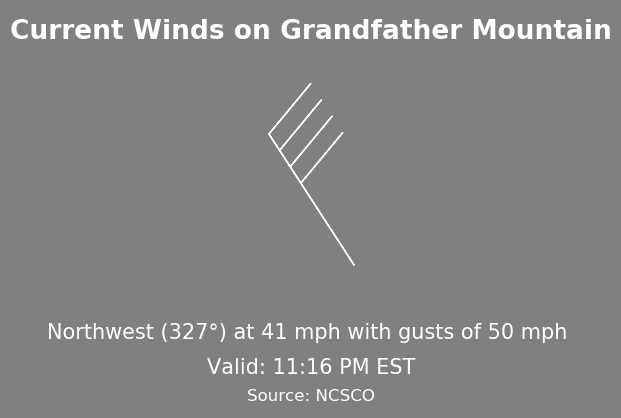 Current Winds on Grandfather Mountain
Northwest (327°) at 41 mph with gusts of 50 mph
Valid: 11:16 PM EST
Source: NCSCO